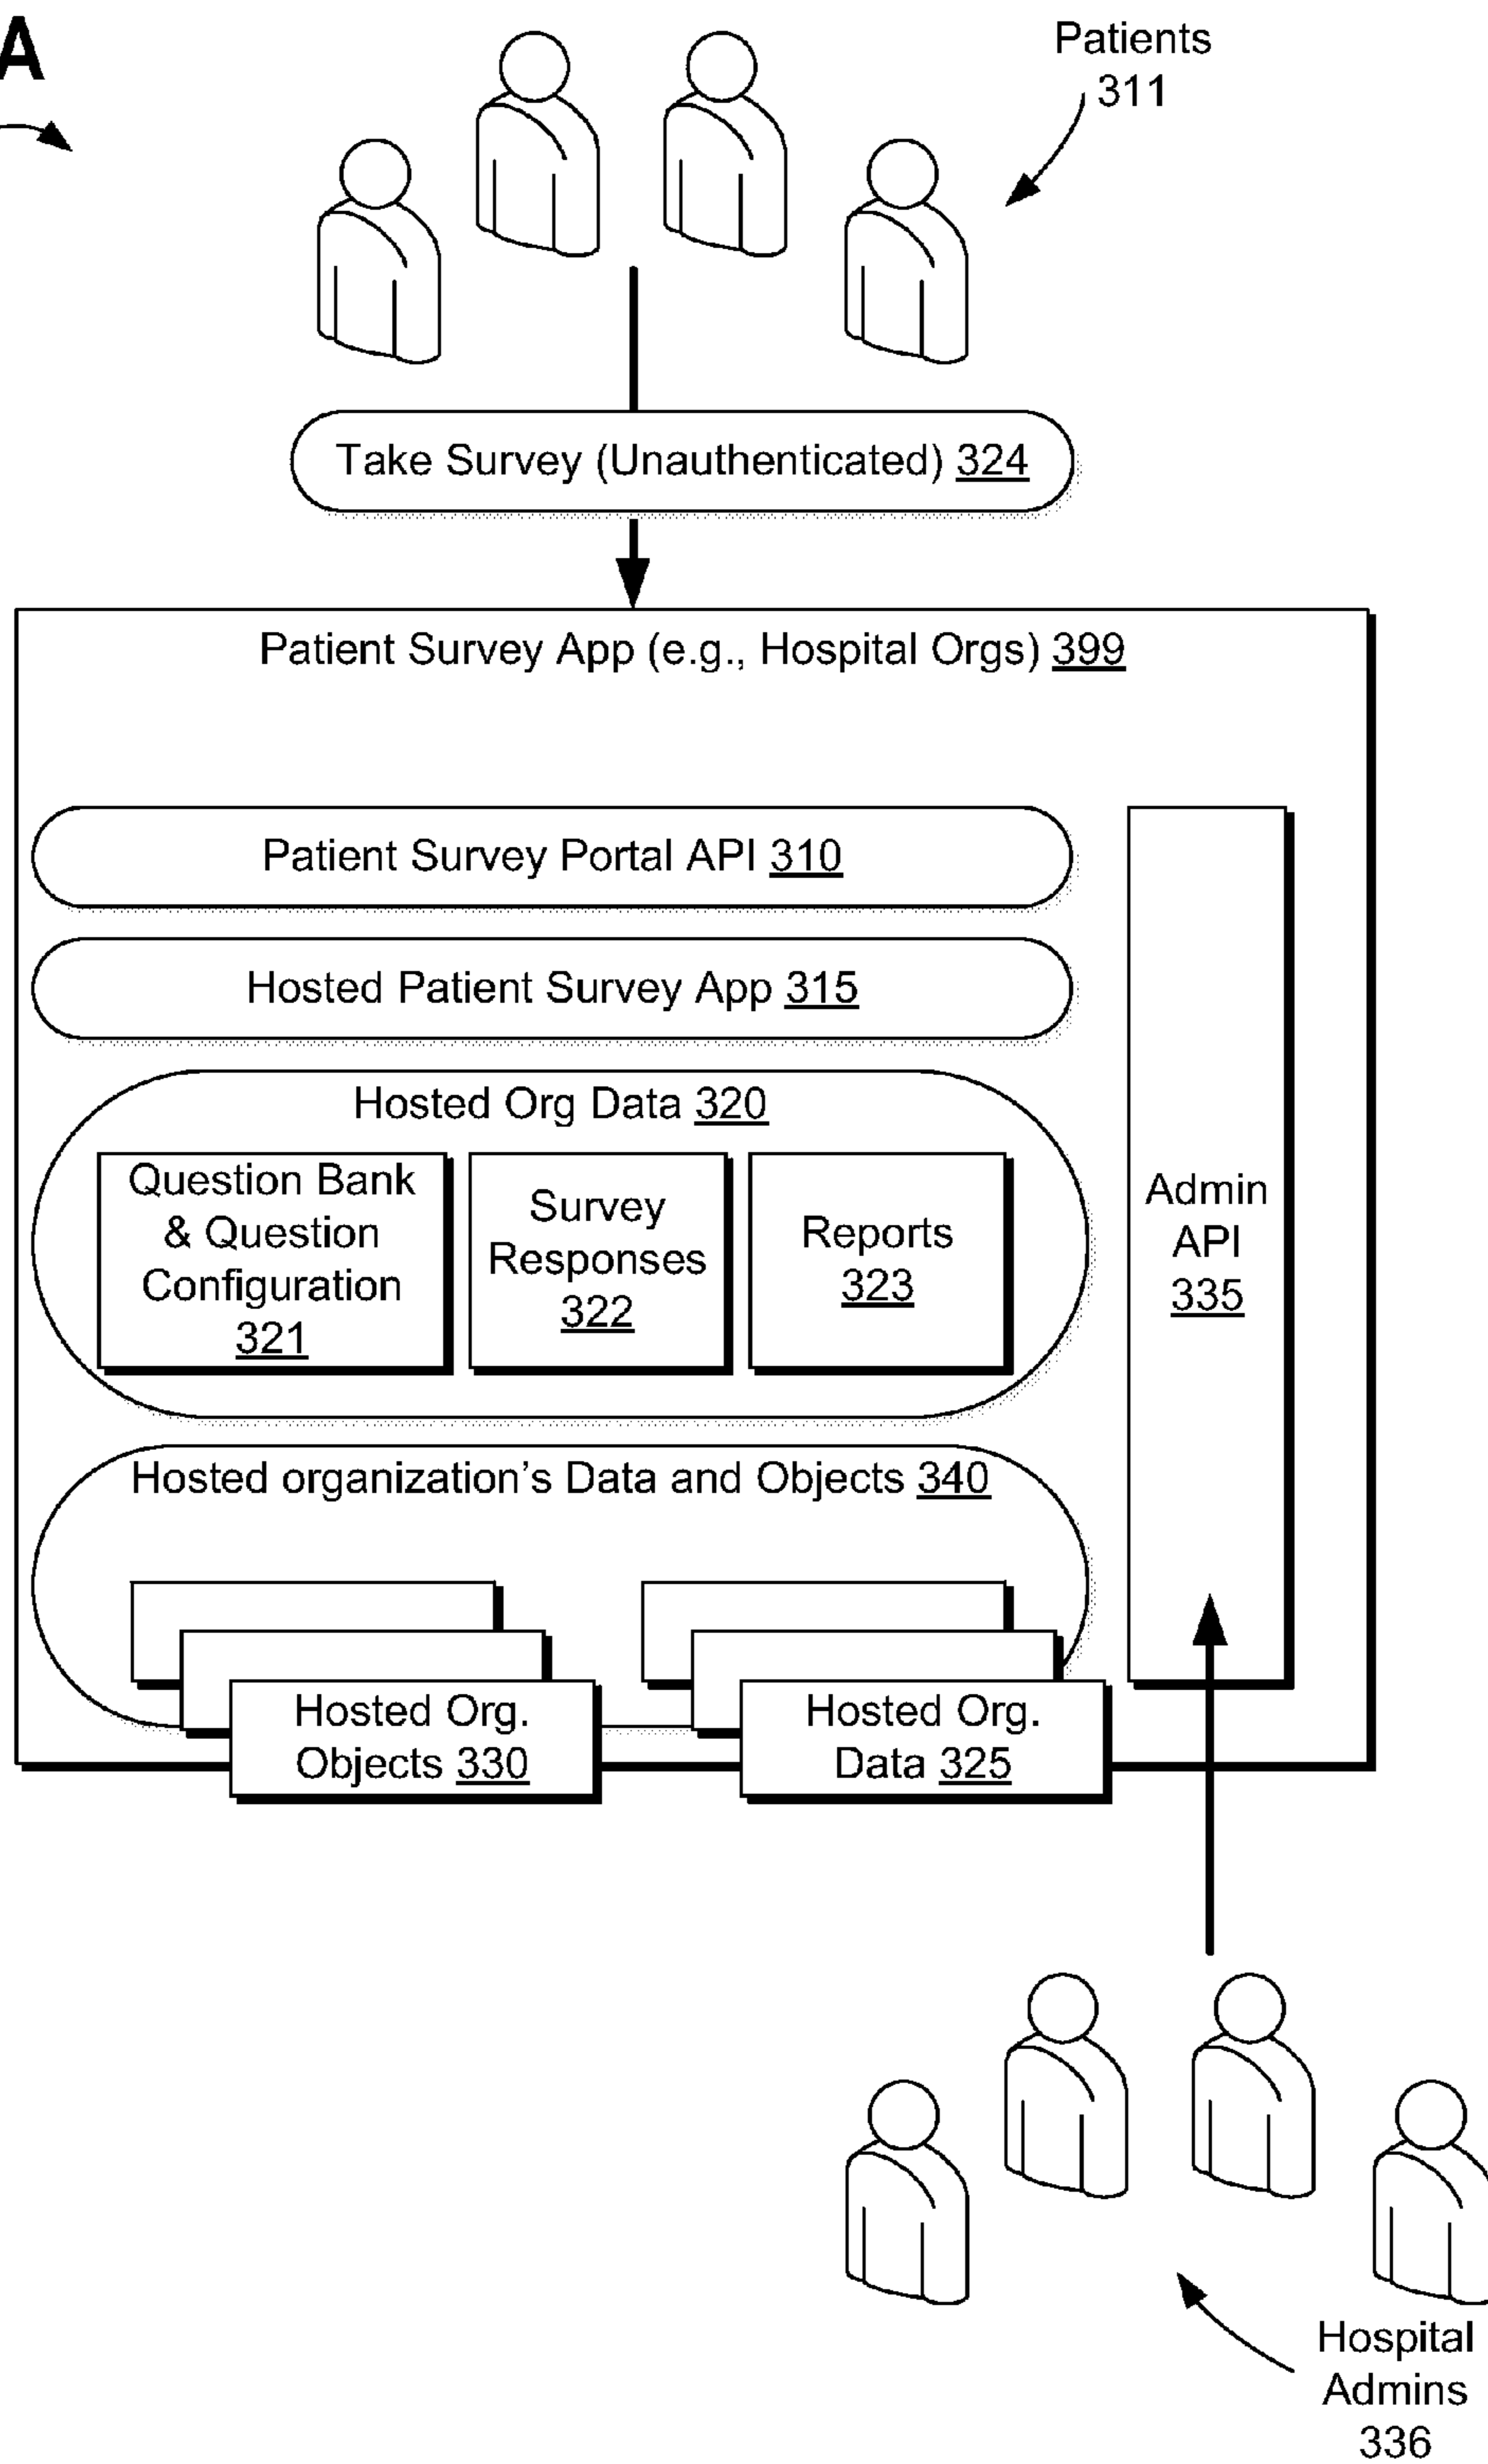 A
Patients
311
Take Survey (Unauthenticated) 324
Patient Survey App (e.g., Hospital Orgs) 399
Patient Survey Portal API 310
Hosted Patient Survey App 315
Hosted Org Data 320
Question Bank
& Question
Configuration
321
Survey
Responses
322
Reports
323
Admin
API
335
Hosted organization’s Data and Objects 340
Hosted Org.
Objects 330
Hosted Org.
Data 325
Hospital
Admins
336